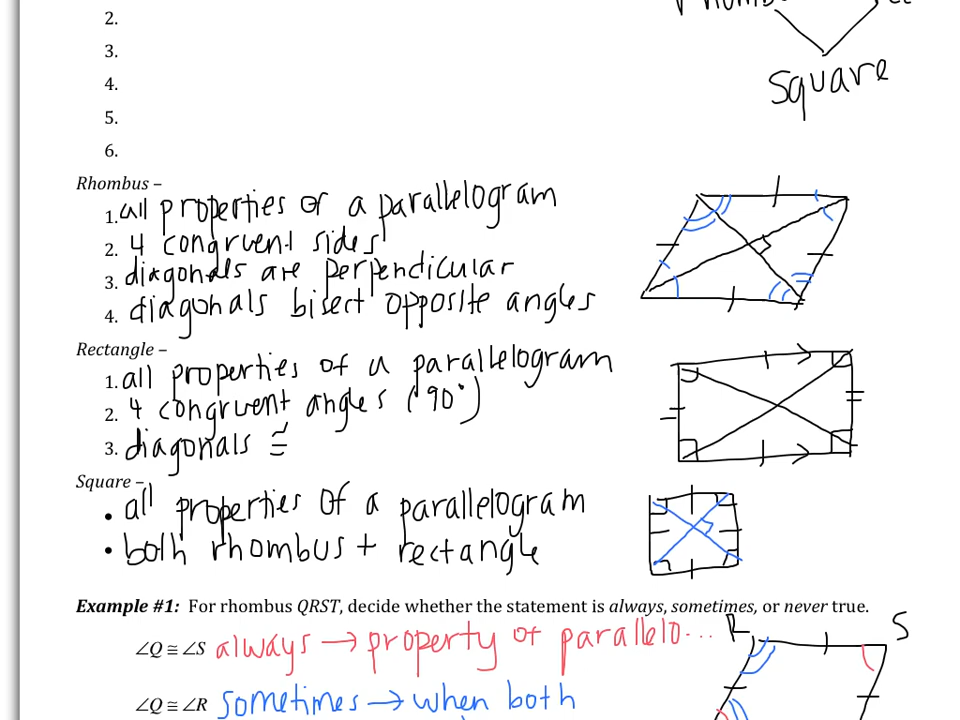 2.
3.
4.
5.
6.
Square
Rhombus –
1. all properties of a parallelogram
2. 4 congruent sides
3. diagonals are perpendicular
4. diagonals bisect opposite angles
Rectangle –
1. all properties of a parallelogram
2. 4 congruent angles (90°)
3. diagonals ≅
Square –
• all properties of a parallelogram
• both rhombus + rectangle
Example #1: For rhombus QRST, decide whether the statement is always, sometimes, or never true.
R S
∠Q ≅ ∠S always → property of parallelo...
∠Q ≅ ∠R sometimes → when both